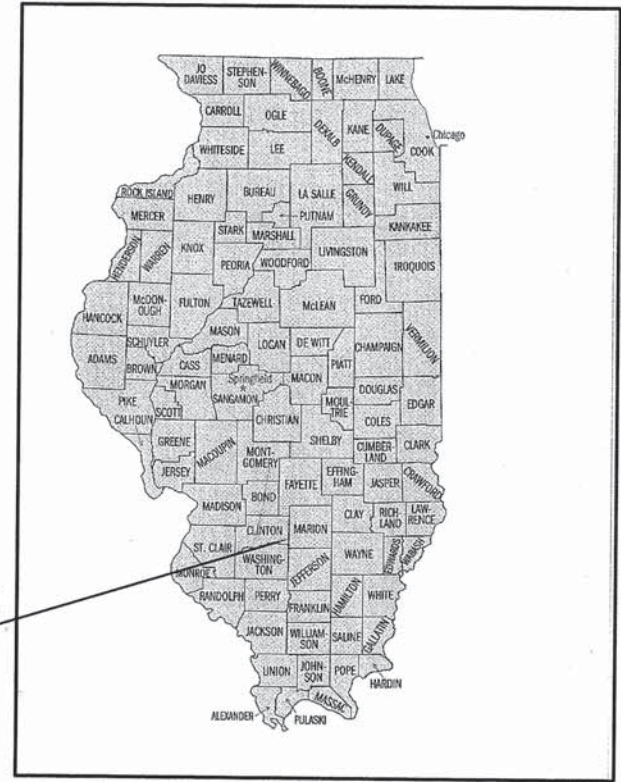 JO
DAVIESS
STEPHEN-
SON
WINNEBAGO
BOONE
McHENRY
LAKE
CARROLL
OGLE
DEKALB
KANE
DUPAGE
COOK
Chicago
WHITESIDE
LEE
KENDALL
WILL
ROCK ISLAND
HENRY
BUREAU
LA SALLE
GRUNDY
MERCER
PUTNAM
KANKAKEE
HENDERSON
WARREN
KNOX
STARK
MARSHALL
PEORIA
WOODFORD
LIVINGSTON
IROQUOIS
HANCOCK
McDON-
OUGH
FULTON
TAZEWELL
McLEAN
FORD
MASON
SCHUYLER
LOGAN
DE WITT
CHAMPAIGN
VERMILION
ADAMS
BROWN
CASS
MENARD
PIATT
MORGAN
Springfield
SANGAMON
MACON
DOUGLAS
EDGAR
PIKE
SCOTT
CHRISTIAN
MOUL-
TRIE
COLES
CALHOUN
GREENE
MACOUPIN
MONT-
GOMERY
SHELBY
CUMBER
LAND
CLARK
JERSEY
FAYETTE
EFFING-
HAM
JASPER
CRAWFORD
MADISON
BOND
CLAY
RICH-
LAND
LAW-
RENCE
CLINTON
MARION
ST. CLAIR
WASHING-
TON
WAYNE
EDWARDS
WABASH
MONROE
JEFFERSON
RANDOLPH
PERRY
FRANKLIN
HAMILTON
WHITE
JACKSON
WILLIAM-
SON
SALINE
GALLATIN
UNION
JOHN-
SON
POPE
HARDIN
ALEXANDER
PULASKI
MASSAC